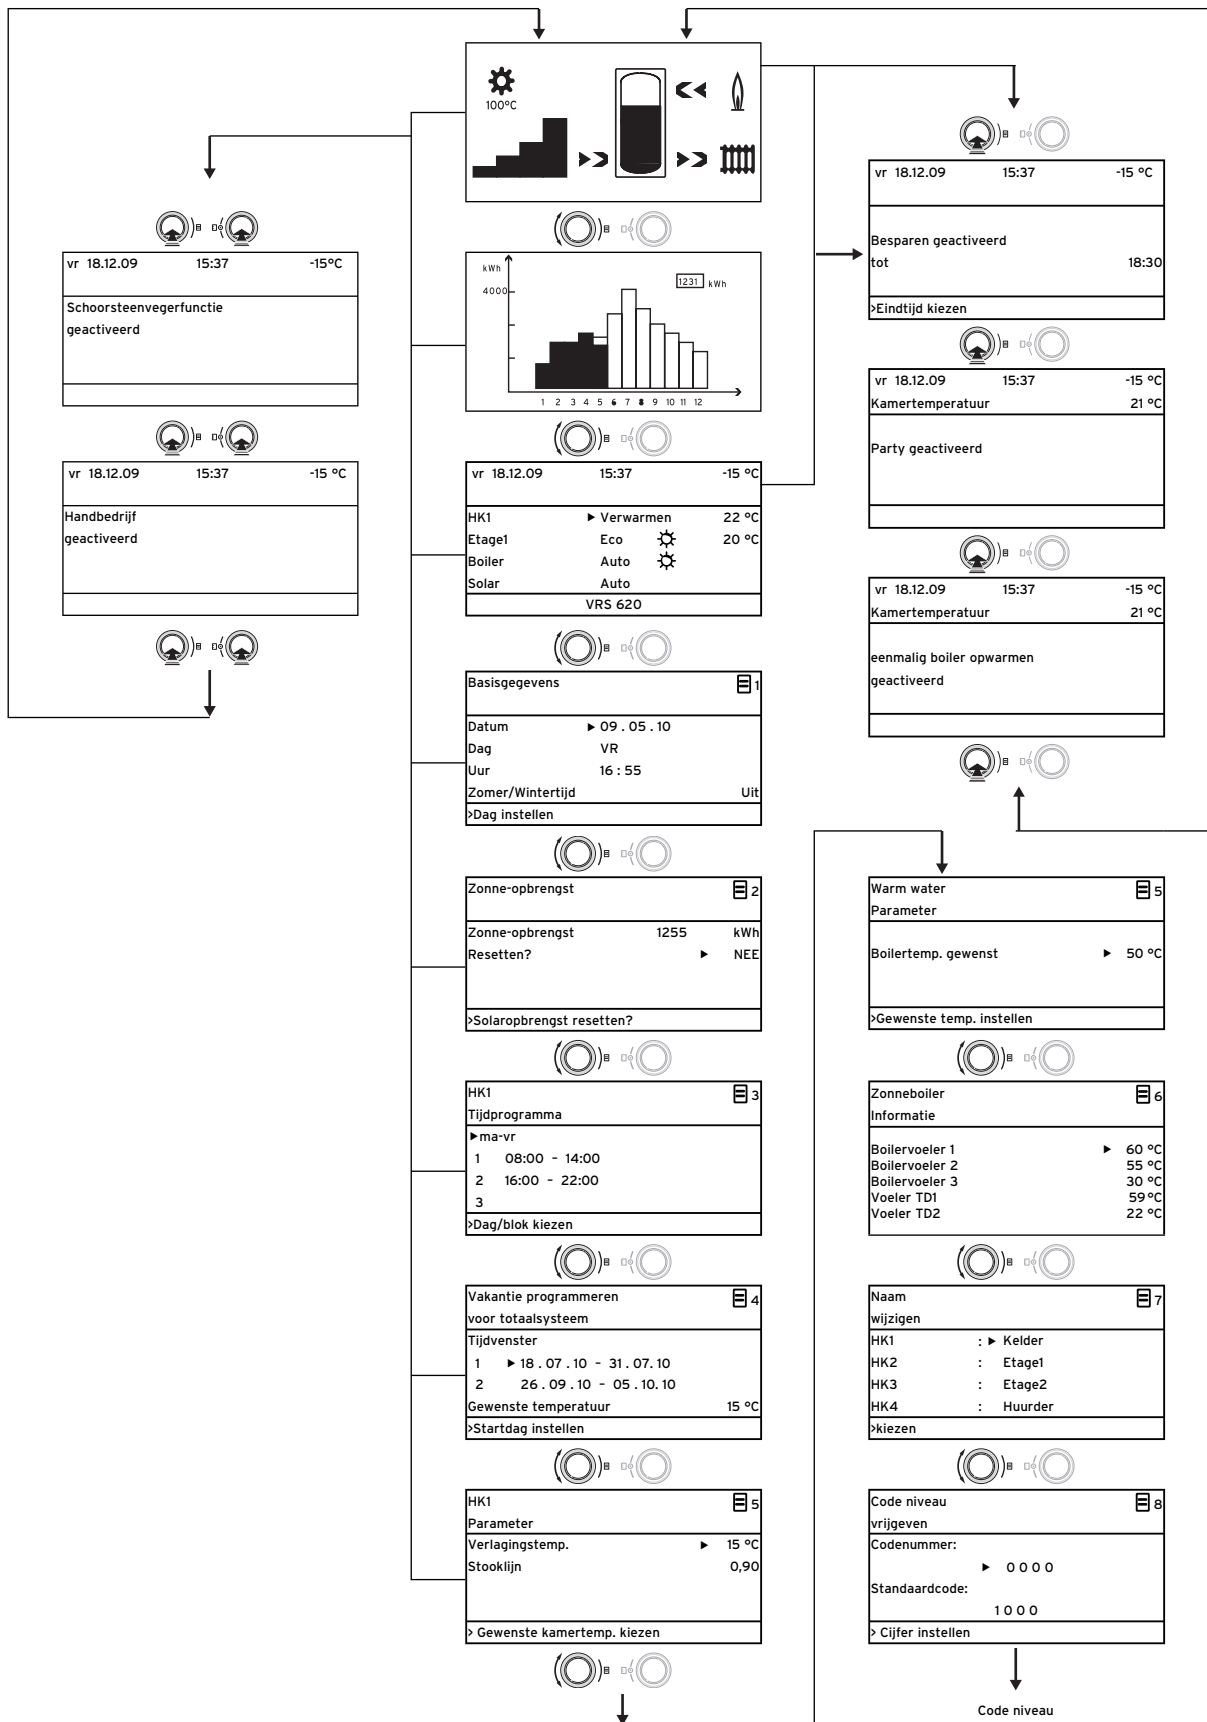 100°C
vr 18.12.09 15:37 -15°C
Schoorsteenvegerfunctie
geactiveerd
vr 18.12.09 15:37 -15 °C
Handbedrijf
geactiveerd
kWh
4000
1231 kWh
1 2 3 4 5 6 7 8 9 10 11 12
vr 18.12.09 15:37 -15 °C
HK1 ▶ Verwarmen 22 °C
Etage1 Eco 20 °C
Boiler Auto
Solar Auto
VRS 620
Basisgegevens 1
Datum ▶ 09 . 05 . 10
Dag VR
Uur 16 : 55
Zomer/Wintertijd Uit
>Dag instellen
Zonne-opbrengst 2
Zonne-opbrengst 1255 kWh
Resetten? ▶ NEE
>Solaropbrengst resetten?
HK1 3
Tijdprogramma
▶ma-vr
1 08:00 - 14:00
2 16:00 - 22:00
3
>Dag/blok kiezen
Vakantie programmeren 4
voor totaalsysteem
Tijdvenster
1 ▶ 18 . 07 . 10 - 31 . 07. 10
2 26 . 09 . 10 - 05 . 10. 10
Gewenste temperatuur 15 °C
>Startdag instellen
HK1 5
Parameter
Verlagingstemp. ▶ 15 °C
Stooklijn 0,90
> Gewenste kamertemp. kiezen
vr 18.12.09 15:37 -15 °C
Besparen geactiveerd
tot 18:30
>Eindtijd kiezen
vr 18.12.09 15:37 -15 °C
Kamertemperatuur 21 °C
Party geactiveerd
vr 18.12.09 15:37 -15 °C
Kamertemperatuur 21 °C
eenmalig boiler opwarmen
geactiveerd
Warm water 5
Parameter
Boilertemp. gewenst ▶ 50 °C
>Gewenste temp. instellen
Zonneboiler 6
Informatie
Boilervoeler 1 ▶ 60 °C
Boilervoeler 2 55 °C
Boilervoeler 3 30 °C
Voeler TD1 59 °C
Voeler TD2 22 °C
Naam 7
wijzigen
HK1 : ▶ Kelder
HK2 : Etage1
HK3 : Etage2
HK4 : Huurder
>kiezen
Code niveau 8
vrijgeven
Codenummer:
▶ 0 0 0 0
Standaardcode:
1 0 0 0
> Cijfer instellen
Code niveau